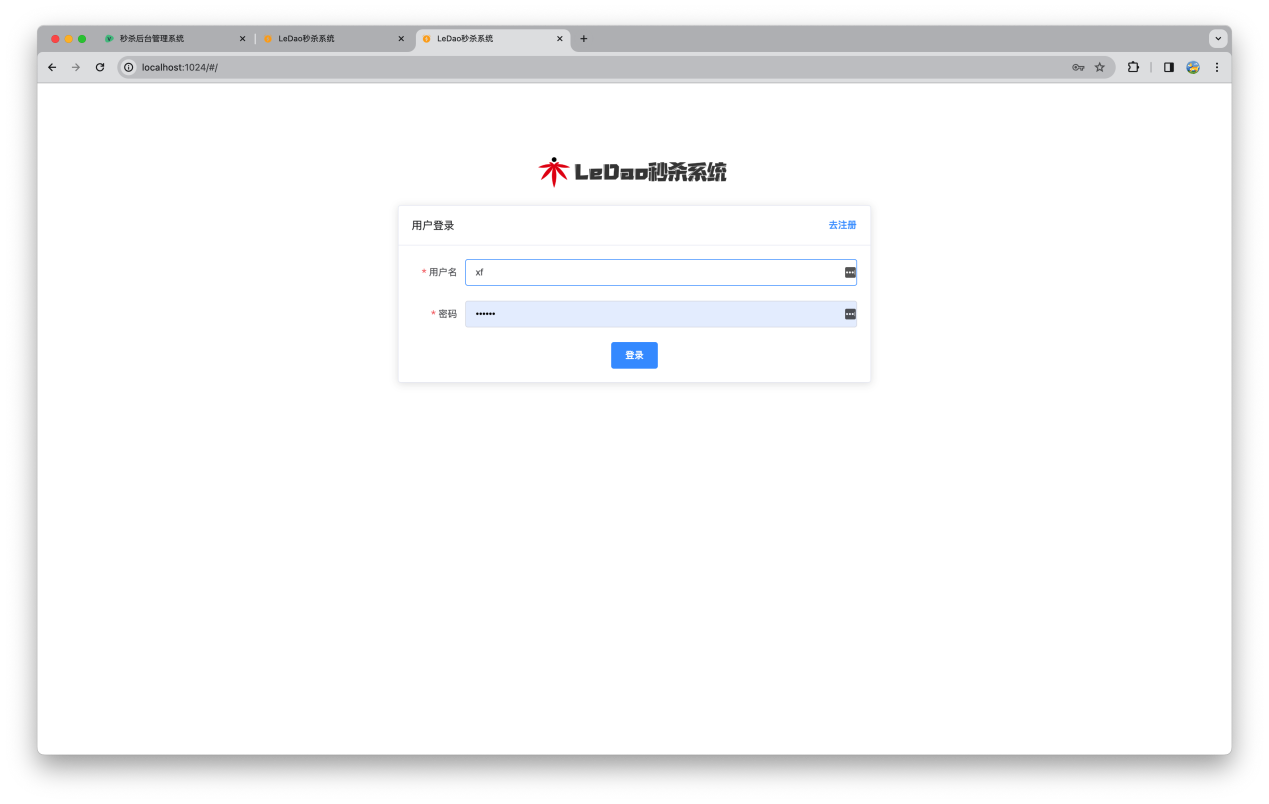 秒杀后台管理系统
LeDao秒杀系统
LeDao秒杀系统
localhost:1024/#/
LeDao秒杀系统
用户登录
去注册
* 用户名
xf
* 密码
••••••
登录